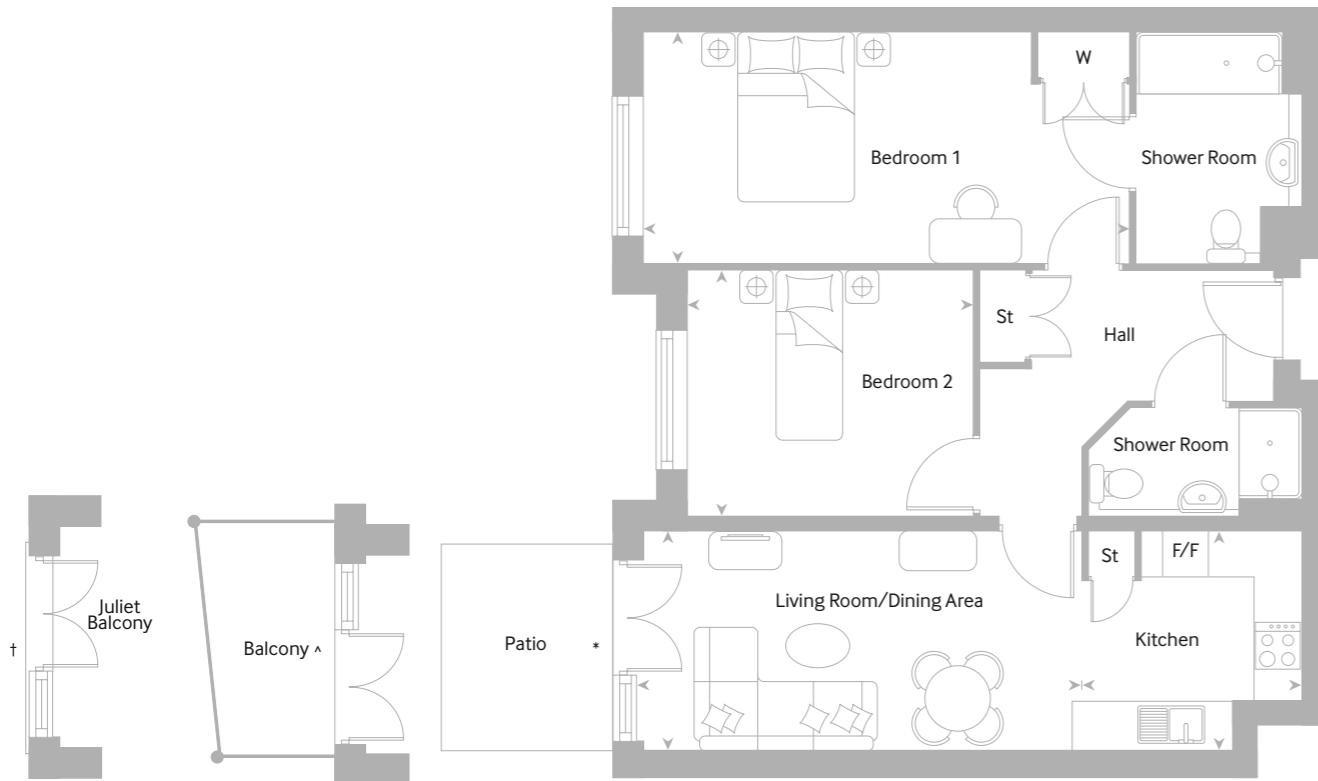 W
Bedroom 1
Shower Room
St
Hall
Bedroom 2
Shower Room
St
F/F
Living Room/Dining Area
Kitchen
Patio
*
Balcony ^
Juliet
Balcony
†